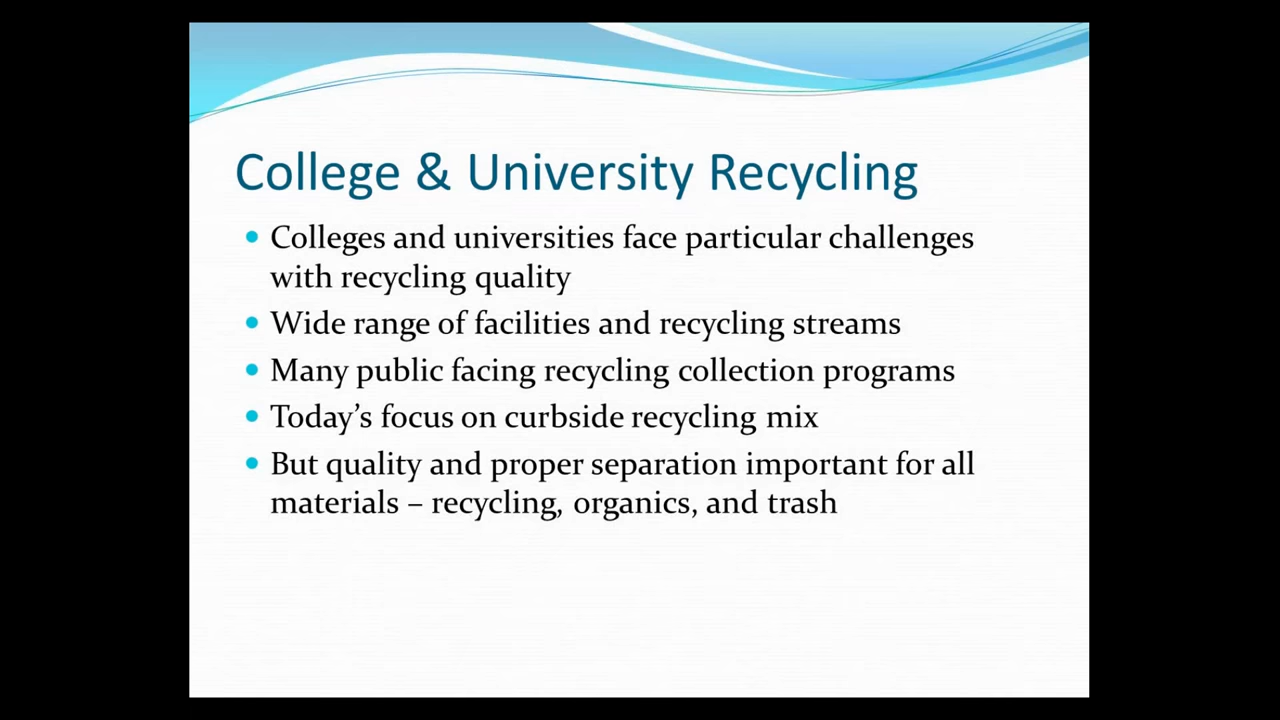 College & University Recycling
• Colleges and universities face particular challenges
with recycling quality
• Wide range of facilities and recycling streams
• Many public facing recycling collection programs
• Today’s focus on curbside recycling mix
• But quality and proper separation important for all
materials – recycling, organics, and trash